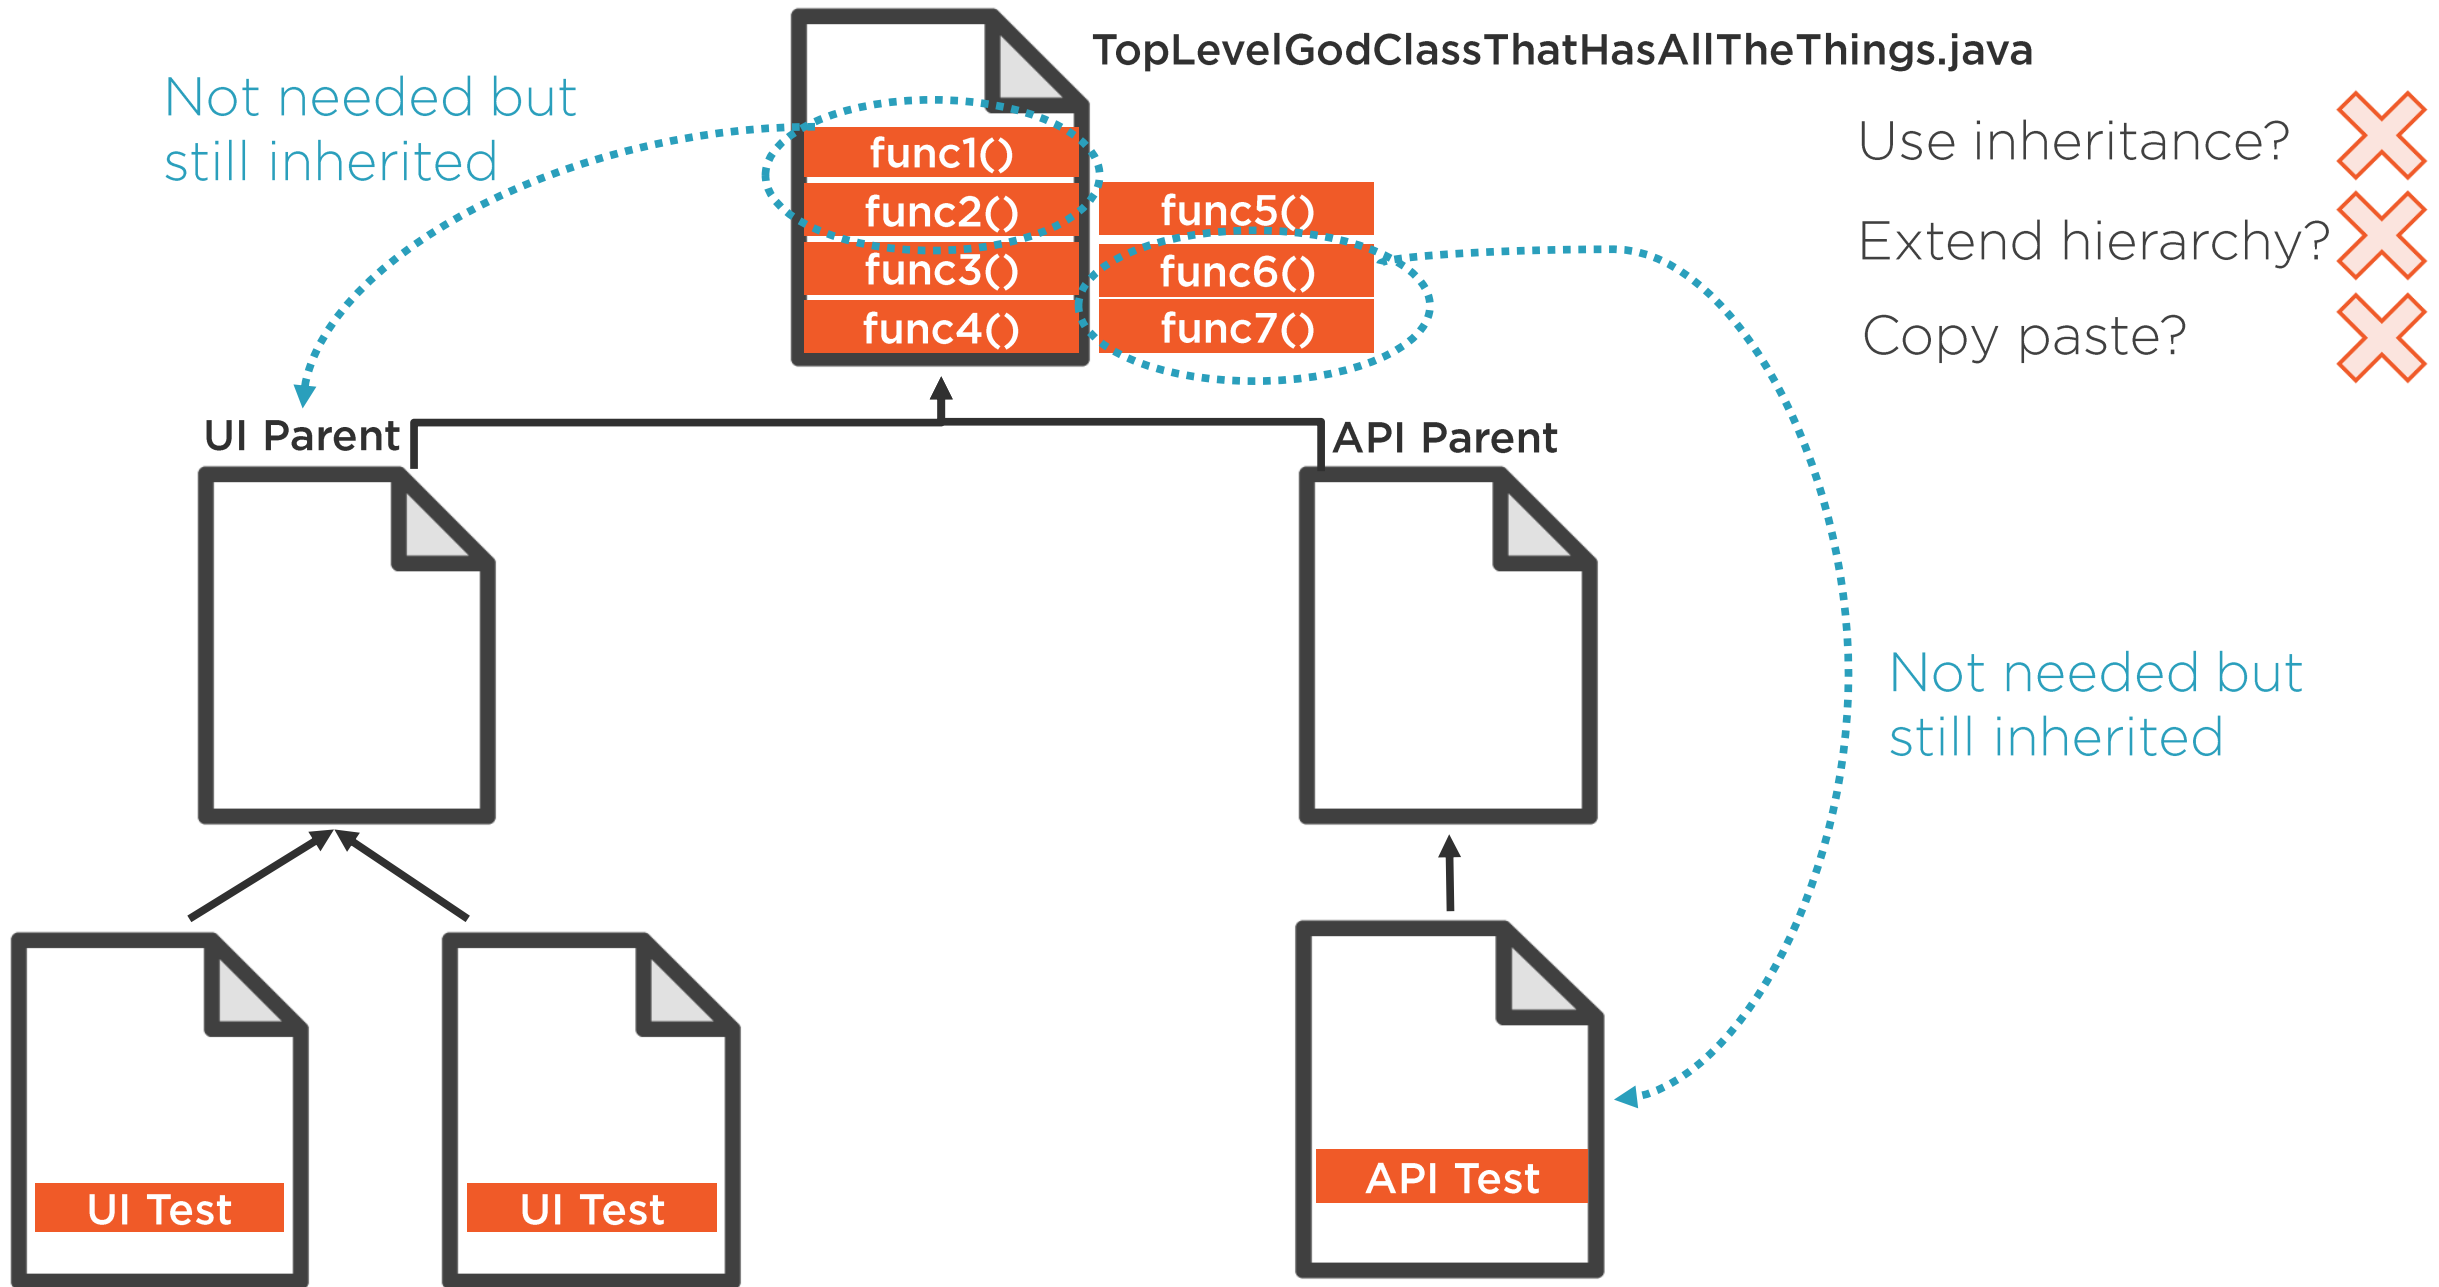 TopLevelGodClassThatHasAllTheThings.java
Not needed but
still inherited
Use inheritance?
Extend hierarchy?
Copy paste?
func1()
func2()
func3()
func4()
func5()
func6()
func7()
UI Parent
API Parent
Not needed but
still inherited
UI Test
UI Test
API Test